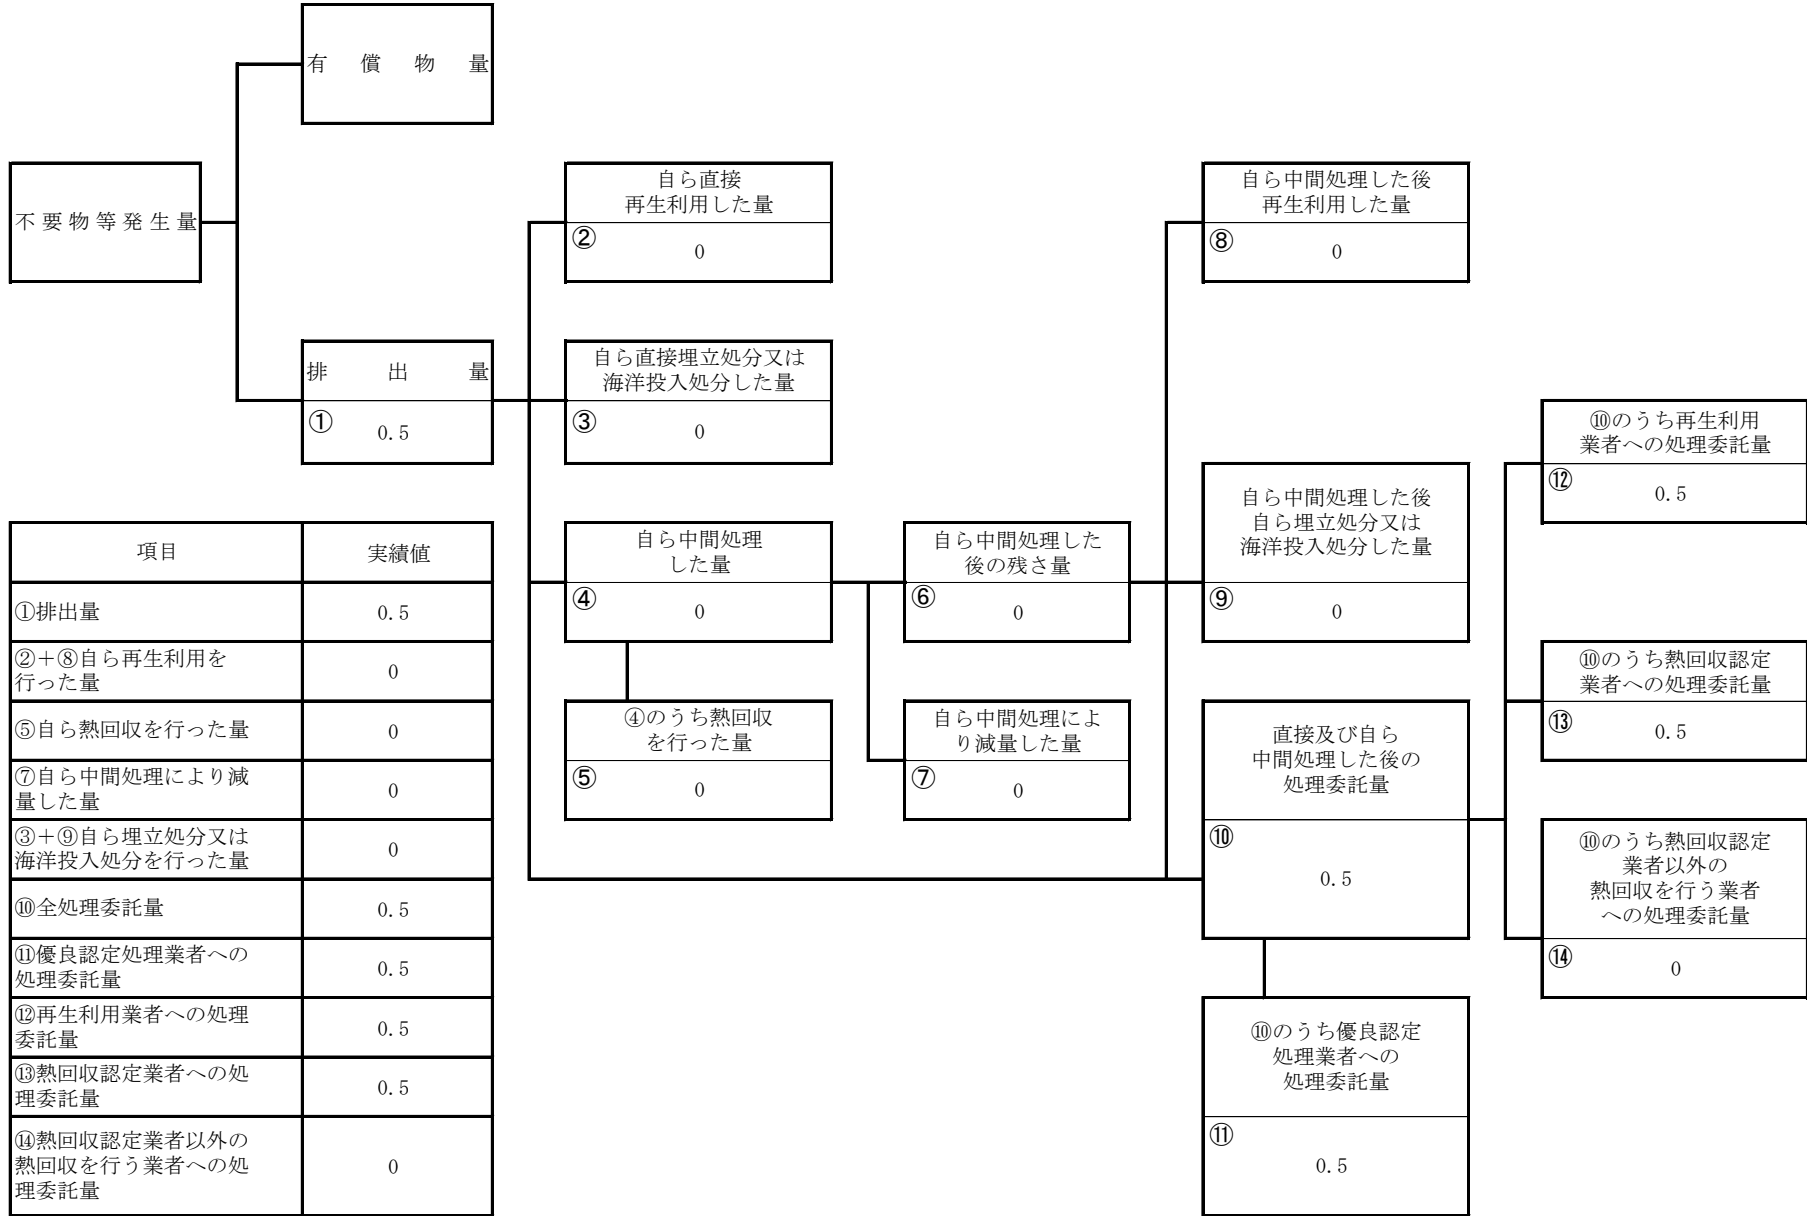 有償物量
不要物等発生量
自ら直接
再生利用した量
②
0
自ら中間処理した後
再生利用した量
⑧
0
排出量
①
0.5
自ら直接埋立処分又は
海洋投入処分した量
③
0
⑩のうち再生利用
業者への処理委託量
⑫
0.5
自ら中間処理
した量
④
0
自ら中間処理した
後の残さ量
⑥
0
自ら中間処理した後
自ら埋立処分又は
海洋投入処分した量
⑨
0
⑩のうち熱回収認定
業者への処理委託量
⑬
0.5
④のうち熱回収
を行った量
⑤
0
自ら中間処理によ
り減量した量
⑦
0
直接及び自ら
中間処理した後の
処理委託量
⑩
0.5
⑩のうち熱回収認定
業者以外の
熱回収を行う業者
への処理委託量
⑭
0
⑩のうち優良認定
処理業者への
処理委託量
⑪
0.5
項目
実績値
①排出量
0.5
②+⑧自ら再生利用を
行った量
0
⑤自ら熱回収を行った量
0
⑦自ら中間処理により減
量した量
0
③+⑨自ら埋立処分又は
海洋投入処分を行った量
0
⑩全処理委託量
0.5
⑪優良認定処理業者への
処理委託量
0.5
⑫再生利用業者への処理
委託量
0.5
⑬熱回収認定業者への処
理委託量
0.5
⑭熱回収認定業者以外の
熱回収を行う業者への処
理委託量
0